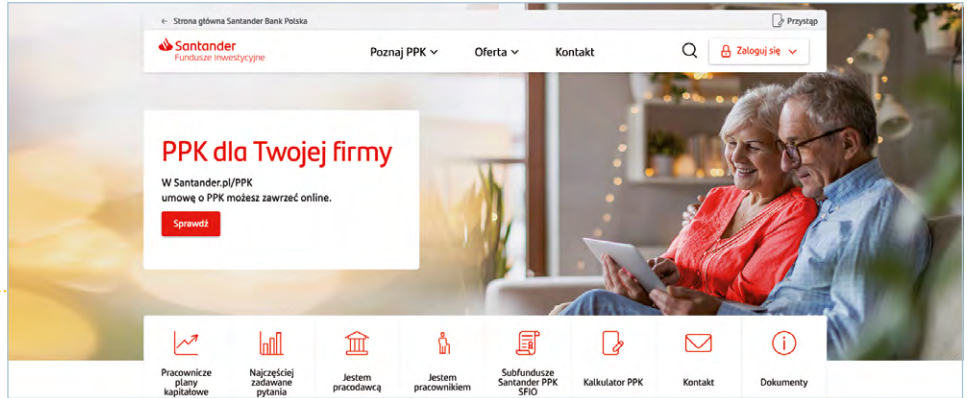 ← Strona główna Santander Bank Polska
Przystąp
Santander
Fundusze Inwestycyjne
Poznaj PPK
Oferta
Kontakt
Zaloguj się
PPK dla Twojej firmy
W Santander.pl/PPK
umowę o PPK możesz zawrzeć online.
Sprawdź
Pracownicze
plany
kapitałowe
Najczęściej
zadawane
pytania
Jestem
pracodawcą
Jestem
pracownikiem
Subfundusze
Santander PPK
SFIO
Kalkulator PPK
Kontakt
Dokumenty